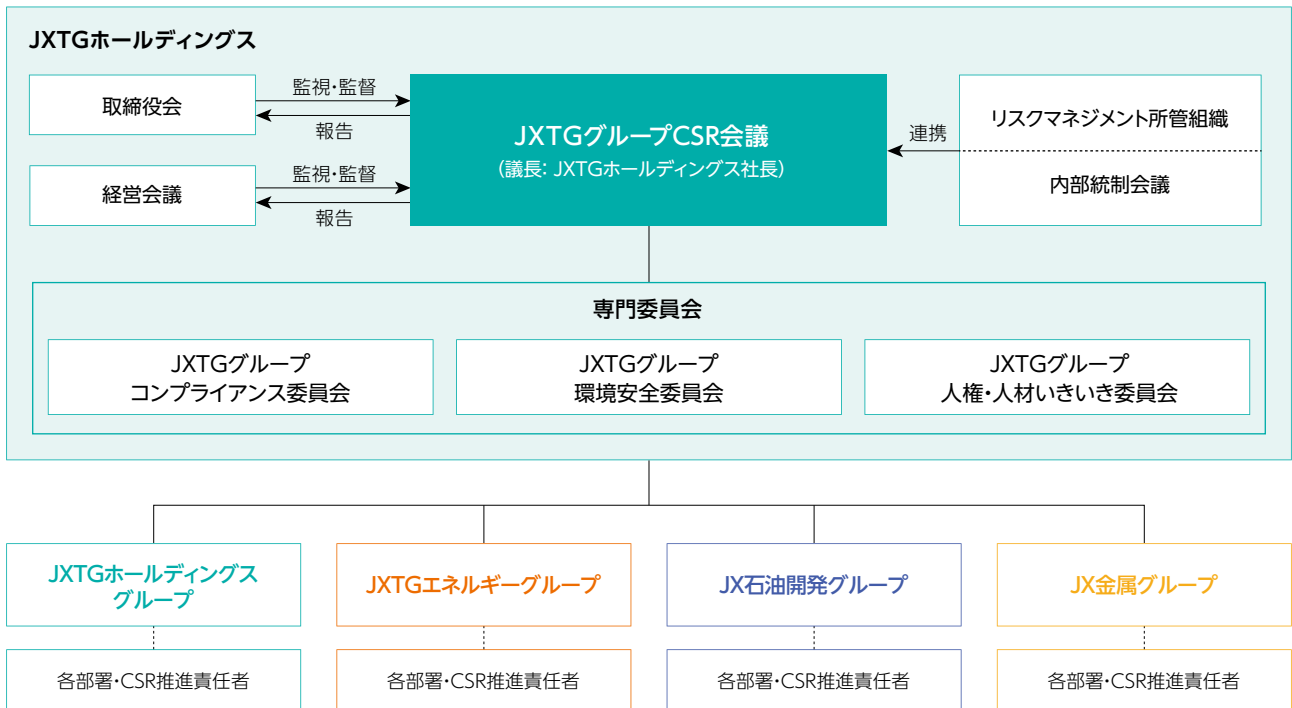 JXTGホールディングス
取締役会
監視・監督
報告
経営会議
監視・監督
報告
JXTGグループCSR会議
(議長: JXTGホールディングス社長)
連携
リスクマネジメント所管組織
内部統制会議
専門委員会
JXTGグループ
コンプライアンス委員会
JXTGグループ
環境安全委員会
JXTGグループ
人権・人材いきいき委員会
JXTGホールディングス
グループ
JXTGエネルギーグループ
JX石油開発グループ
JX金属グループ
各部署・CSR推進責任者
各部署・CSR推進責任者
各部署・CSR推進責任者
各部署・CSR推進責任者